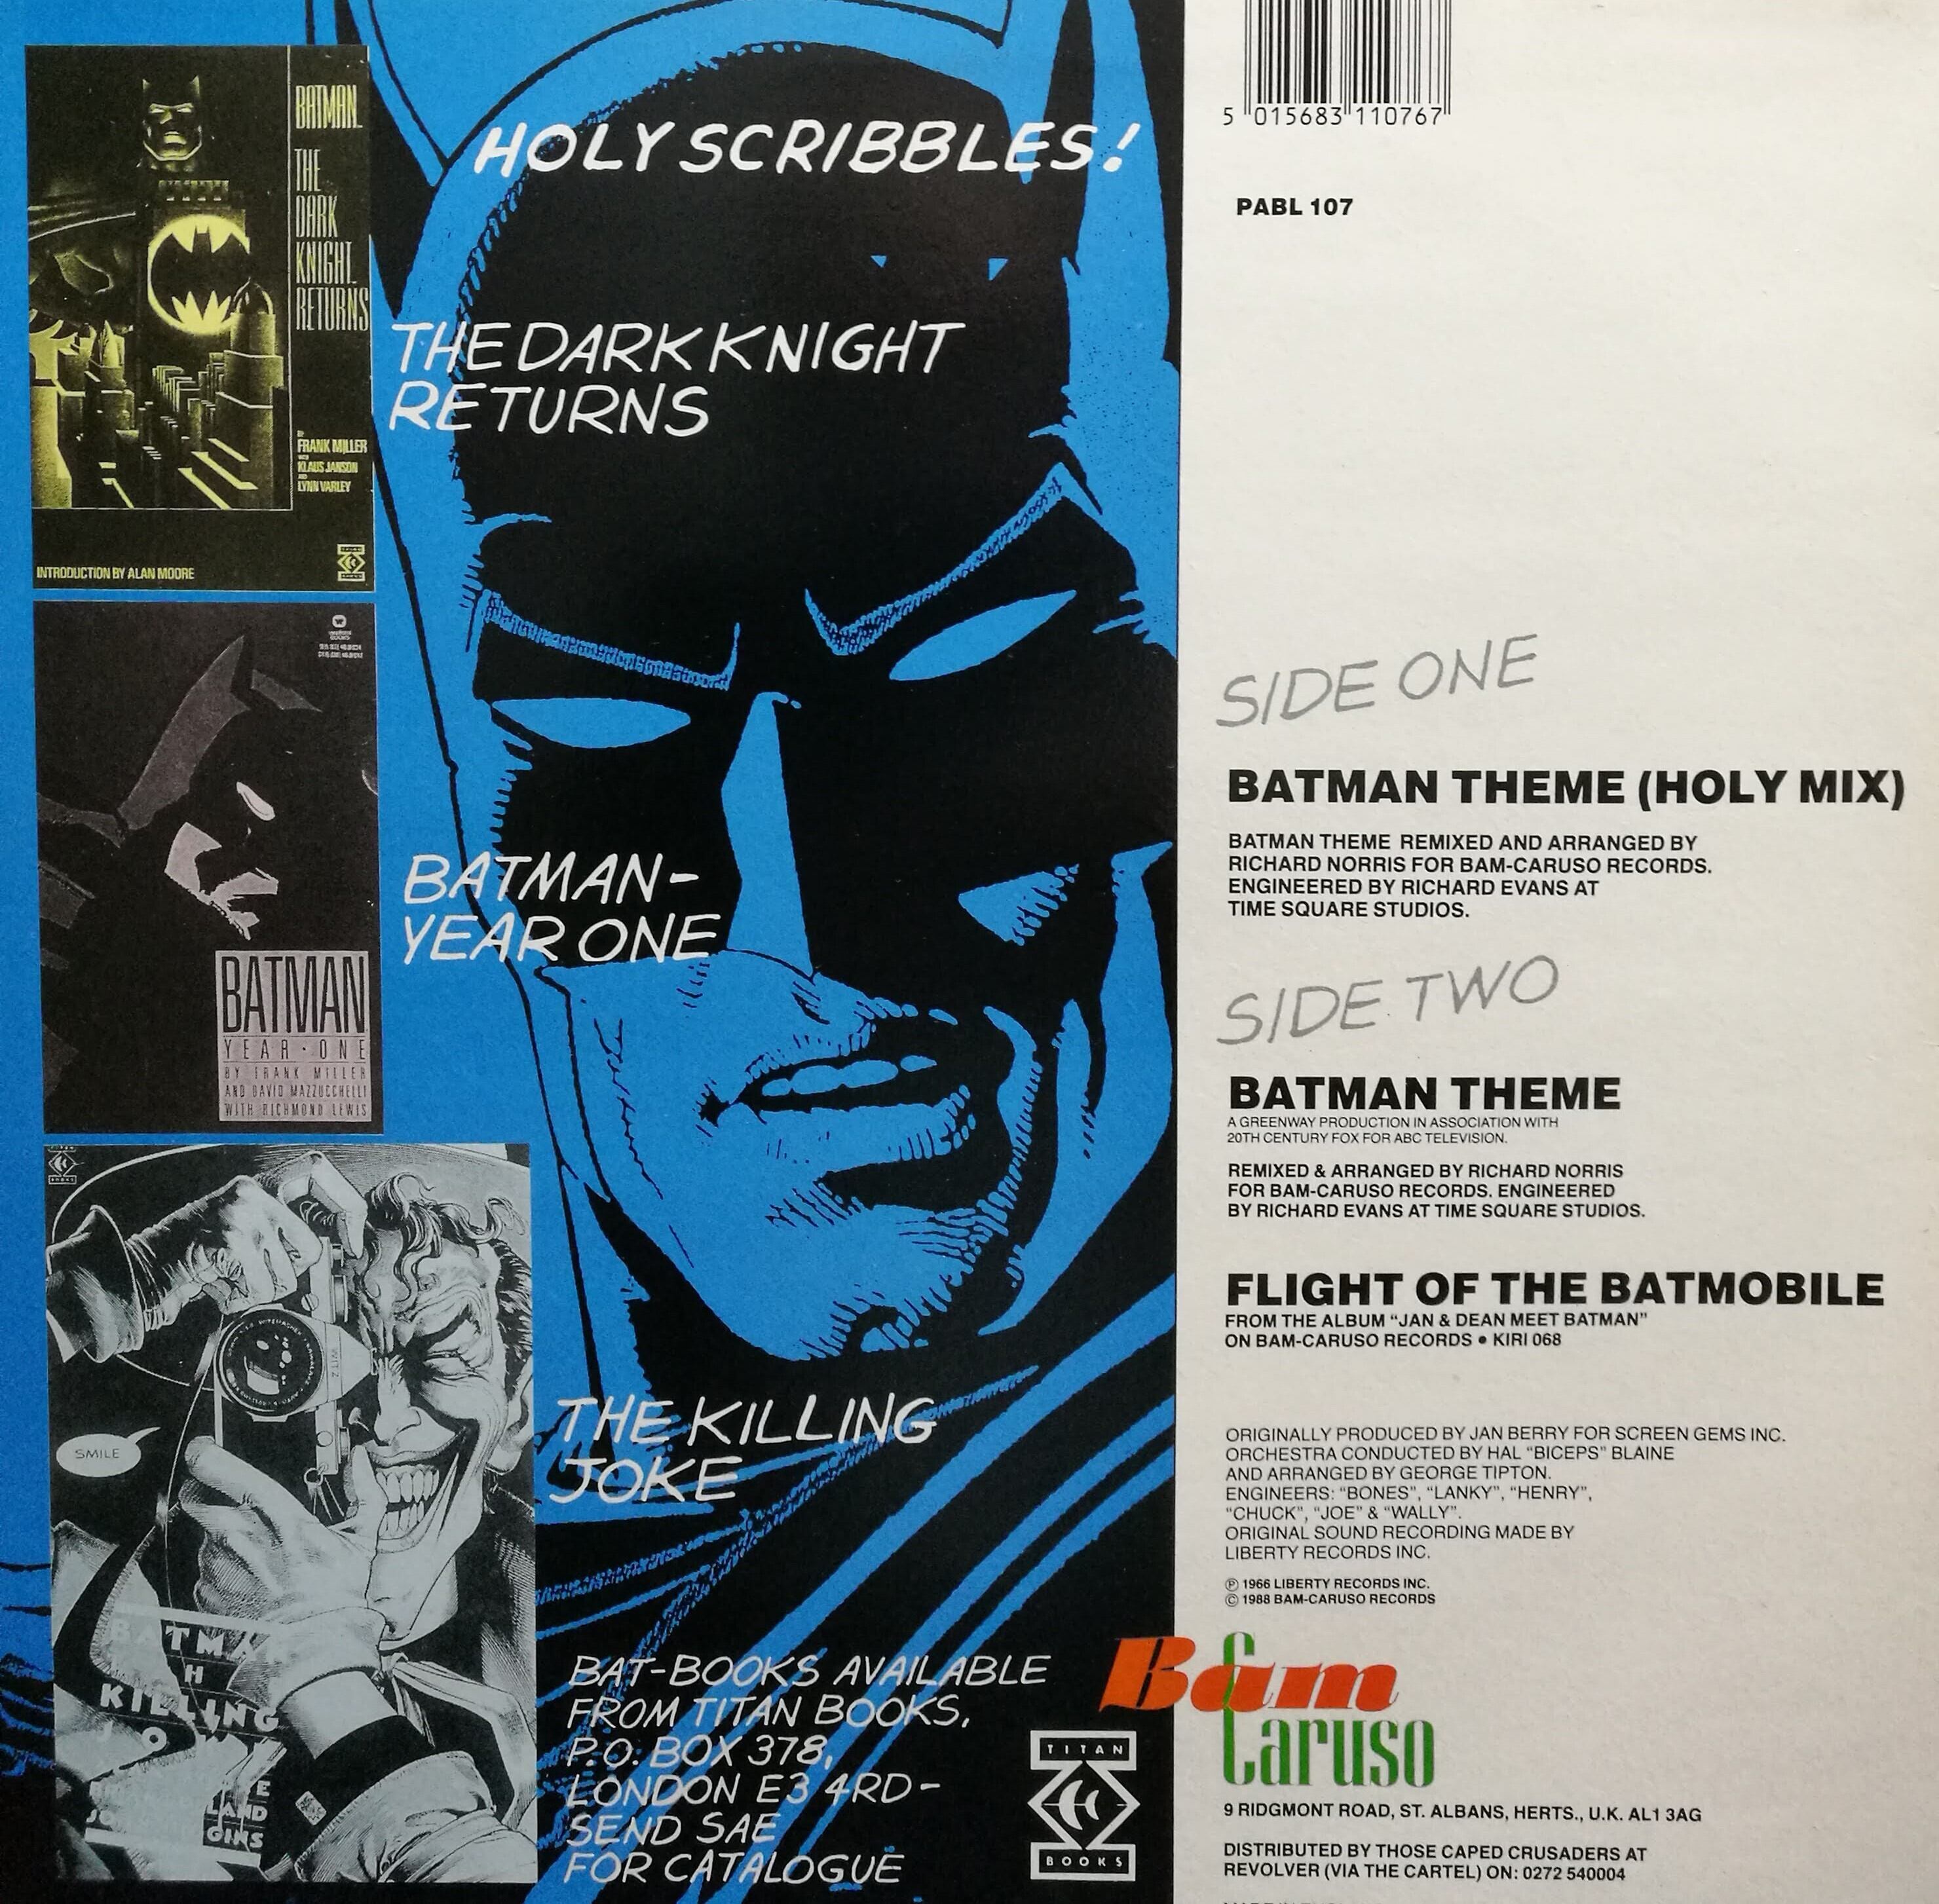 BATMAN
THE
DARK
KNIGHT
RETURNS
BY
FRANK MILLER
WITH
KLAUS JANSON
AND
LYNN VARLEY
INTRODUCTION BY ALAN MOORE
HOLY SCRIBBLES!
THE DARK KNIGHT
RETURNS
BATMAN
YEAR·ONE
BY FRANK MILLER
AND DAVID MAZZUCCHELLI
WITH RICHMOND LEWIS
BATMAN-
YEAR ONE
SMILE
BATMA
H
KILLING
JO
LAND
GINS
THE KILLING
JOKE
BAT-BOOKS AVAILABLE
FROM TITAN BOOKS,
P.O. BOX 378,
LONDON E3 4RD-
SEND SAE
FOR CATALOGUE
TITAN
BOOKS
5 015683 110767
PABL 107
SIDE ONE
BATMAN THEME (HOLY MIX)
BATMAN THEME REMIXED AND ARRANGED BY
RICHARD NORRIS FOR BAM-CARUSO RECORDS.
ENGINEERED BY RICHARD EVANS AT
TIME SQUARE STUDIOS.
SIDE TWO
BATMAN THEME
A GREENWAY PRODUCTION IN ASSOCIATION WITH
20TH CENTURY FOX FOR ABC TELEVISION.
REMIXED & ARRANGED BY RICHARD NORRIS
FOR BAM-CARUSO RECORDS. ENGINEERED
BY RICHARD EVANS AT TIME SQUARE STUDIOS.
FLIGHT OF THE BATMOBILE
FROM THE ALBUM “JAN & DEAN MEET BATMAN”
ON BAM-CARUSO RECORDS • KIRI 068
ORIGINALLY PRODUCED BY JAN BERRY FOR SCREEN GEMS INC.
ORCHESTRA CONDUCTED BY HAL “BICEPS” BLAINE
AND ARRANGED BY GEORGE TIPTON.
ENGINEERS: “BONES”, “LANKY”, “HENRY”,
“CHUCK”, “JOE” & “WALLY”.
ORIGINAL SOUND RECORDING MADE BY
LIBERTY RECORDS INC.
℗ 1966 LIBERTY RECORDS INC.
© 1988 BAM-CARUSO RECORDS
Bam
Caruso
9 RIDGMONT ROAD, ST. ALBANS, HERTS., U.K. AL1 3AG
DISTRIBUTED BY THOSE CAPED CRUSADERS AT
REVOLVER (VIA THE CARTEL) ON: 0272 540004